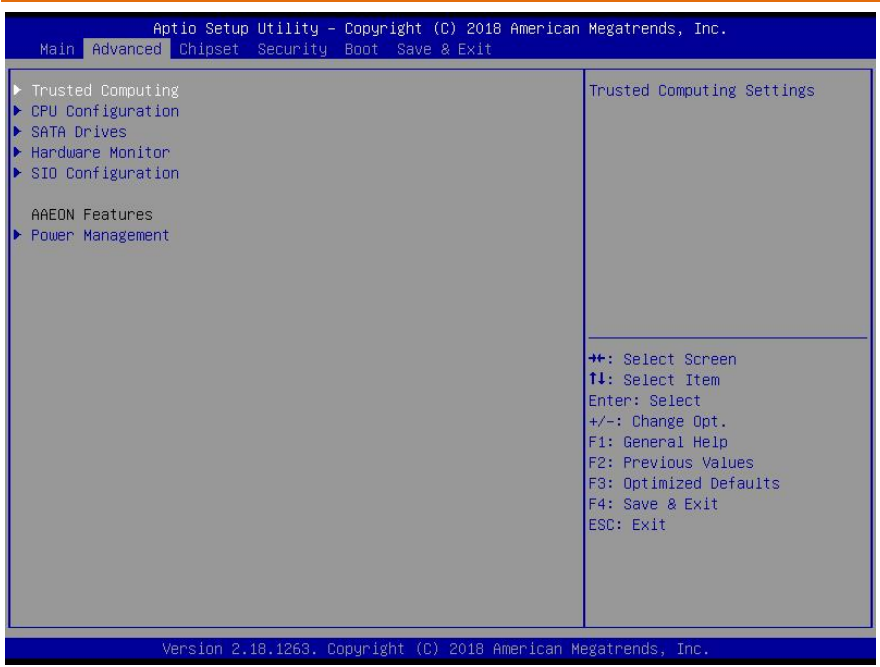 Aptio Setup Utility – Copyright (C) 2018 American Megatrends, Inc.
Main Advanced Chipset Security Boot Save & Exit
▶ Trusted Computing
▶ CPU Configuration
▶ SATA Drives
▶ Hardware Monitor
▶ SIO Configuration
AAEON Features
▶ Power Management
Trusted Computing Settings
→←: Select Screen
↑↓: Select Item
Enter: Select
+/-: Change Opt.
F1: General Help
F2: Previous Values
F3: Optimized Defaults
F4: Save & Exit
ESC: Exit
Version 2.18.1263. Copyright (C) 2018 American Megatrends, Inc.